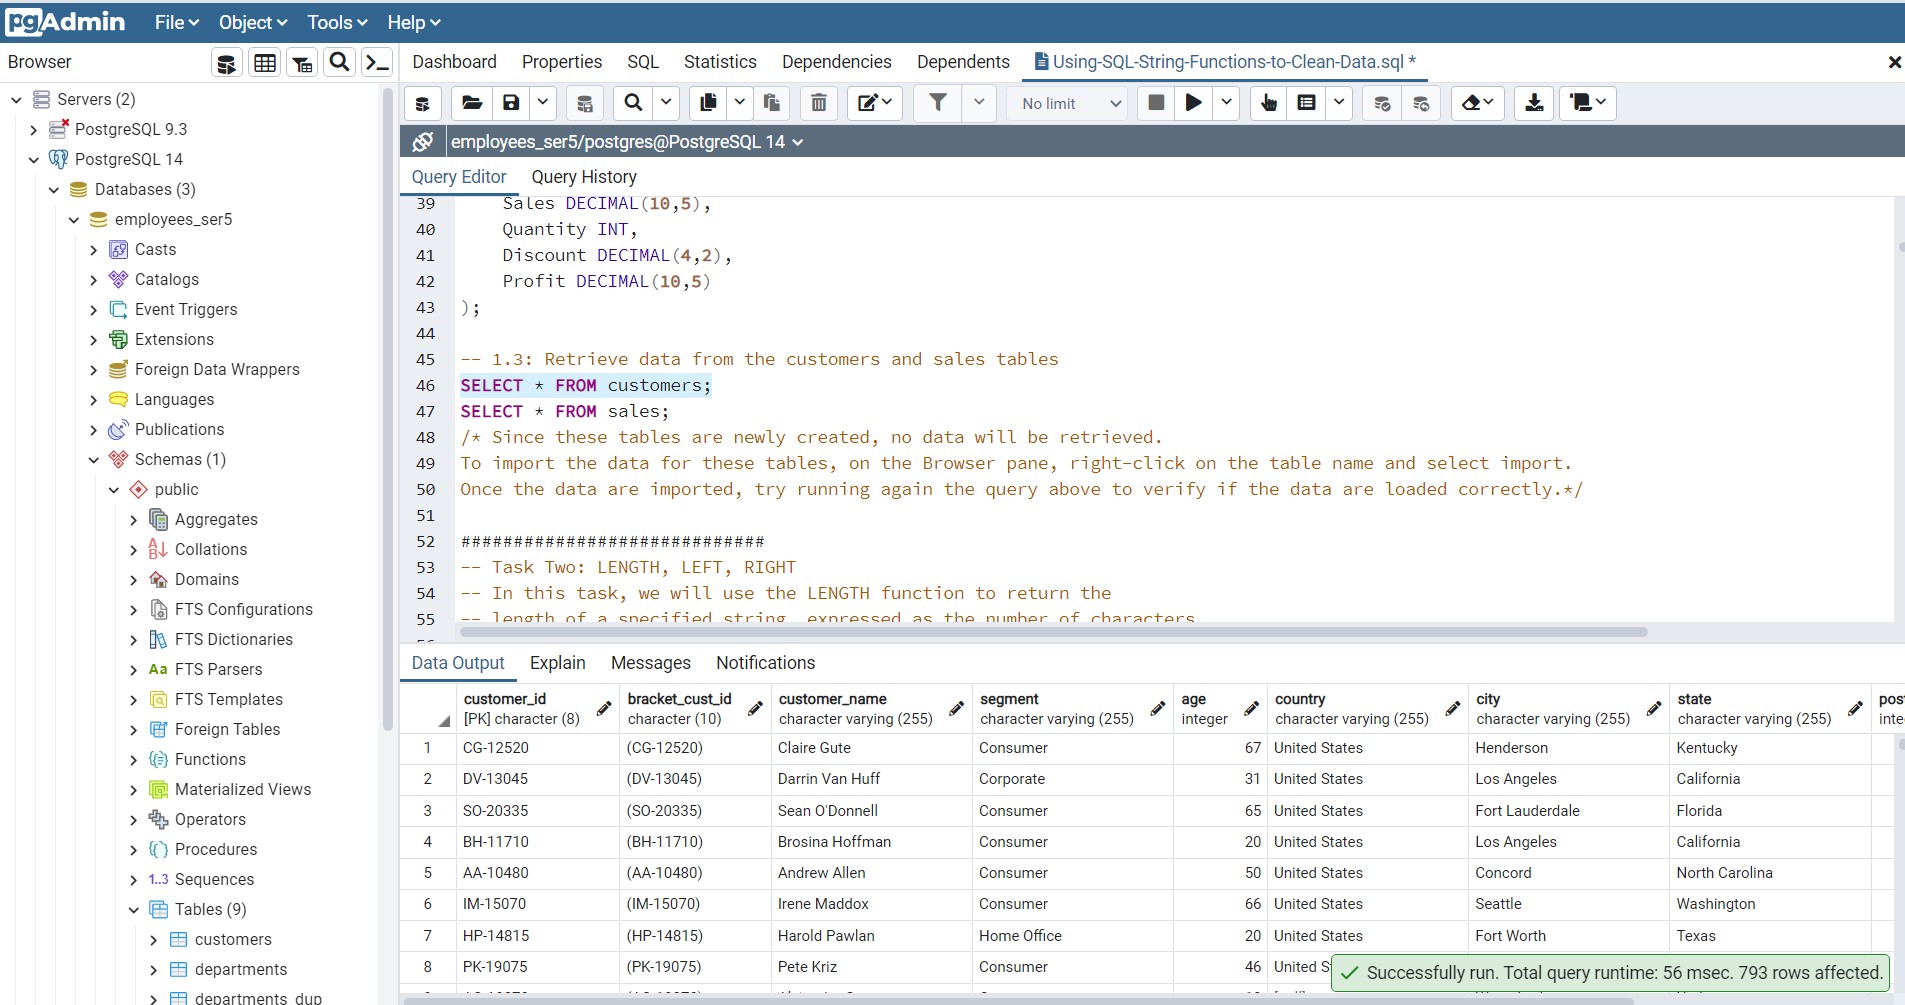 pgAdmin File Object Tools Help
Browser
Dashboard Properties SQL Statistics Dependencies Dependents Using-SQL-String-Functions-to-Clean-Data.sql *
No limit
employees_ser5/postgres@PostgreSQL 14
Query Editor Query History
Servers (2)
PostgreSQL 9.3
PostgreSQL 14
Databases (3)
employees_ser5
Casts
Catalogs
Event Triggers
Extensions
Foreign Data Wrappers
Languages
Publications
Schemas (1)
public
Aggregates
Collations
Domains
FTS Configurations
FTS Dictionaries
Aa FTS Parsers
FTS Templates
Foreign Tables
Functions
Materialized Views
Operators
Procedures
1..3 Sequences
Tables (9)
customers
departments
departments_dup
39 Sales DECIMAL(10,5),
40 Quantity INT,
41 Discount DECIMAL(4,2),
42 Profit DECIMAL(10,5)
43 );
44
45 -- 1.3: Retrieve data from the customers and sales tables
46 SELECT * FROM customers;
47 SELECT * FROM sales;
48 /* Since these tables are newly created, no data will be retrieved.
49 To import the data for these tables, on the Browser pane, right-click on the table name and select import.
50 Once the data are imported, try running again the query above to verify if the data are loaded correctly.*/
51
52 #############################
53 -- Task Two: LENGTH, LEFT, RIGHT
54 -- In this task, we will use the LENGTH function to return the
55 -- length of a specified string, expressed as the number of characters
Data Output Explain Messages Notifications
customer_id bracket_cust_id customer_name segment age country city state
[PK] character (8) character (10) character varying (255) character varying (255) integer character varying (255) character varying (255) character varying (255)
1 CG-12520 (CG-12520) Claire Gute Consumer 67 United States Henderson Kentucky
2 DV-13045 (DV-13045) Darrin Van Huff Corporate 31 United States Los Angeles California
3 SO-20335 (SO-20335) Sean O'Donnell Consumer 65 United States Fort Lauderdale Florida
4 BH-11710 (BH-11710) Brosina Hoffman Consumer 20 United States Los Angeles California
5 AA-10480 (AA-10480) Andrew Allen Consumer 50 United States Concord North Carolina
6 IM-15070 (IM-15070) Irene Maddox Consumer 66 United States Seattle Washington
7 HP-14815 (HP-14815) Harold Pawlan Home Office 20 United States Fort Worth Texas
8 PK-19075 (PK-19075) Pete Kriz Consumer 46 United
Successfully run. Total query runtime: 56 msec. 793 rows affected.